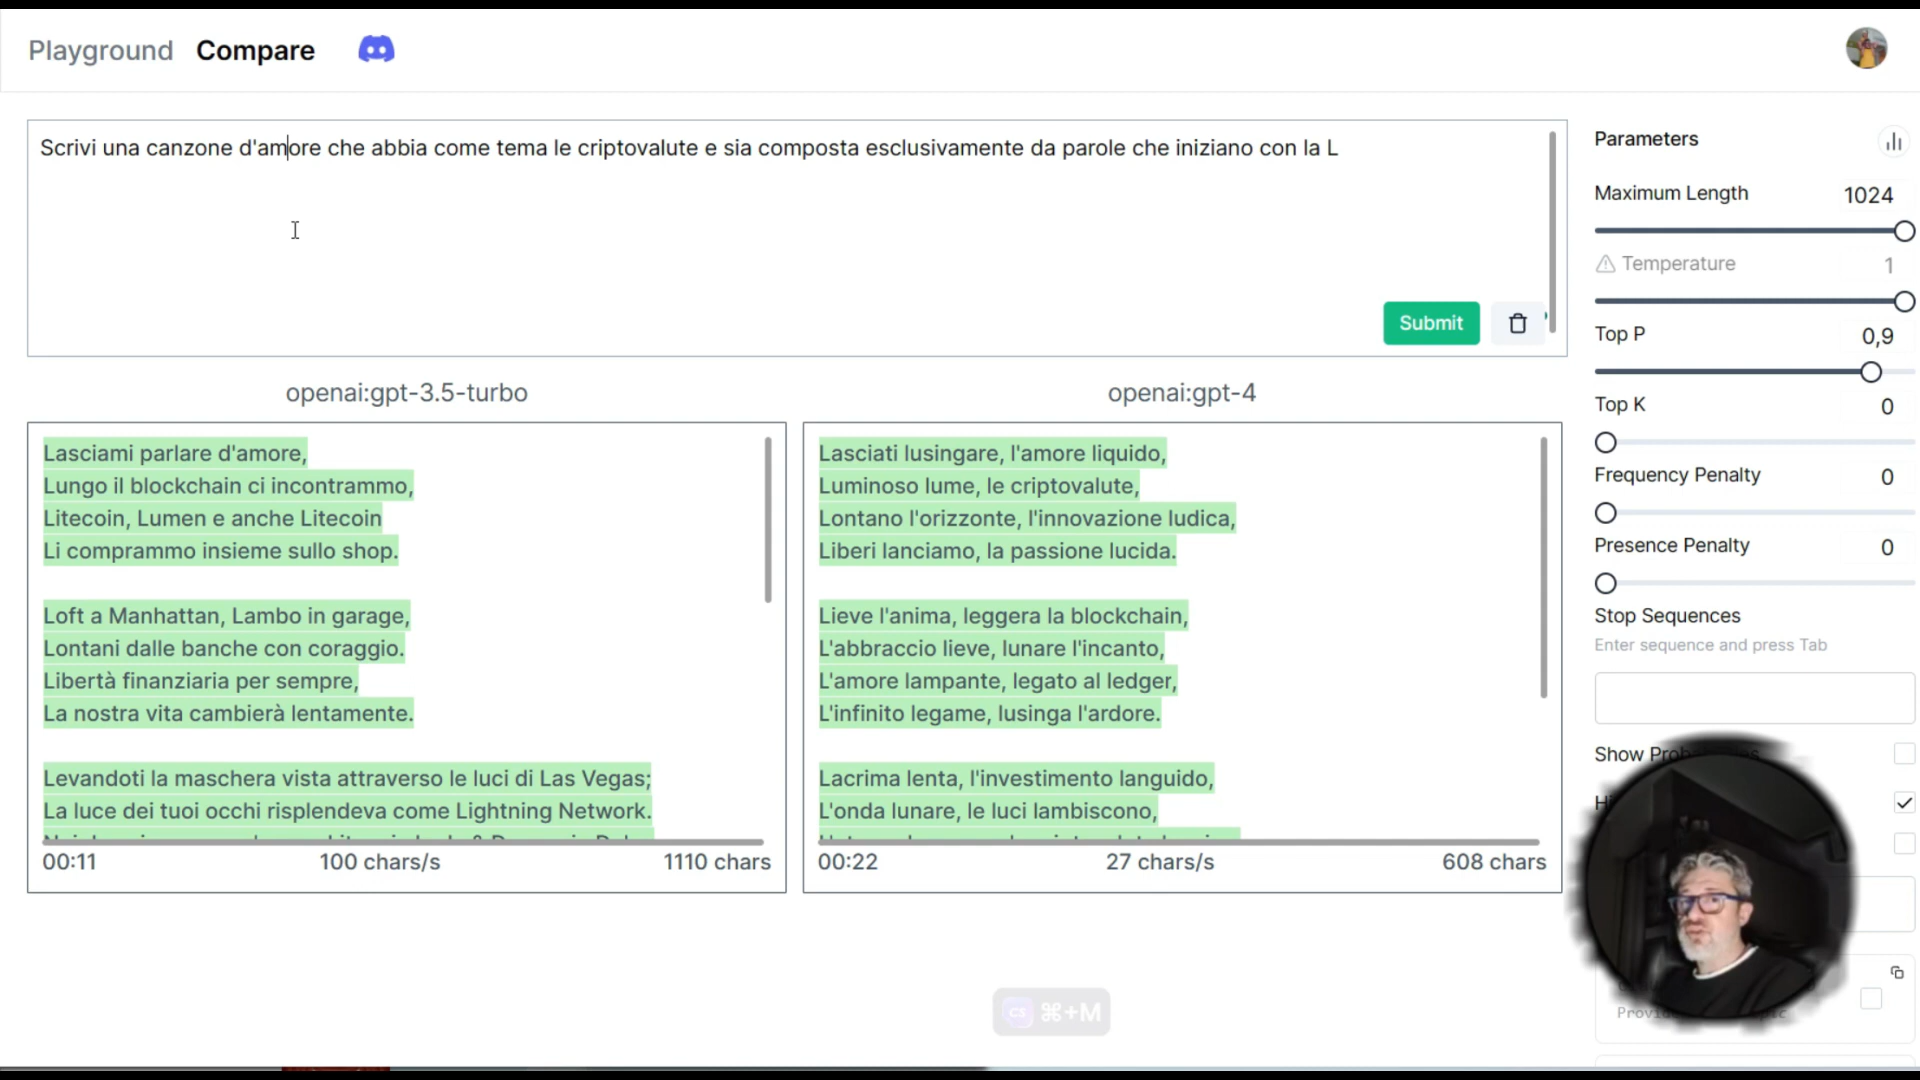 Playground Compare
Scrivi una canzone d'amore che abbia come tema le criptovalute e sia composta esclusivamente da parole che iniziano con la L
Submit
openai:gpt-3.5-turbo
Lasciami parlare d'amore,
Lungo il blockchain ci incontrammo,
Litecoin, Lumen e anche Litecoin
Li comprammo insieme sullo shop.
Loft a Manhattan, Lambo in garage,
Lontani dalle banche con coraggio.
Libertà finanziaria per sempre,
La nostra vita cambierà lentamente.
Levandoti la maschera vista attraverso le luci di Las Vegas;
La luce dei tuoi occhi risplendeva come Lightning Network.
00:11 100 chars/s 1110 chars
openai:gpt-4
Lasciati lusingare, l'amore liquido,
Luminoso lume, le criptovalute,
Lontano l'orizzonte, l'innovazione ludica,
Liberi lanciamo, la passione lucida.
Lieve l'anima, leggera la blockchain,
L'abbraccio lieve, lunare l'incanto,
L'amore lampante, legato al ledger,
L'infinito legame, lusinga l'ardore.
Lacrima lenta, l'investimento languido,
L'onda lunare, le luci lambiscono,
00:22 27 chars/s 608 chars
Parameters
Maximum Length 1024
Temperature 1
Top P 0,9
Top K 0
Frequency Penalty 0
Presence Penalty 0
Stop Sequences
Enter sequence and press Tab
Show
CS ⌘+M